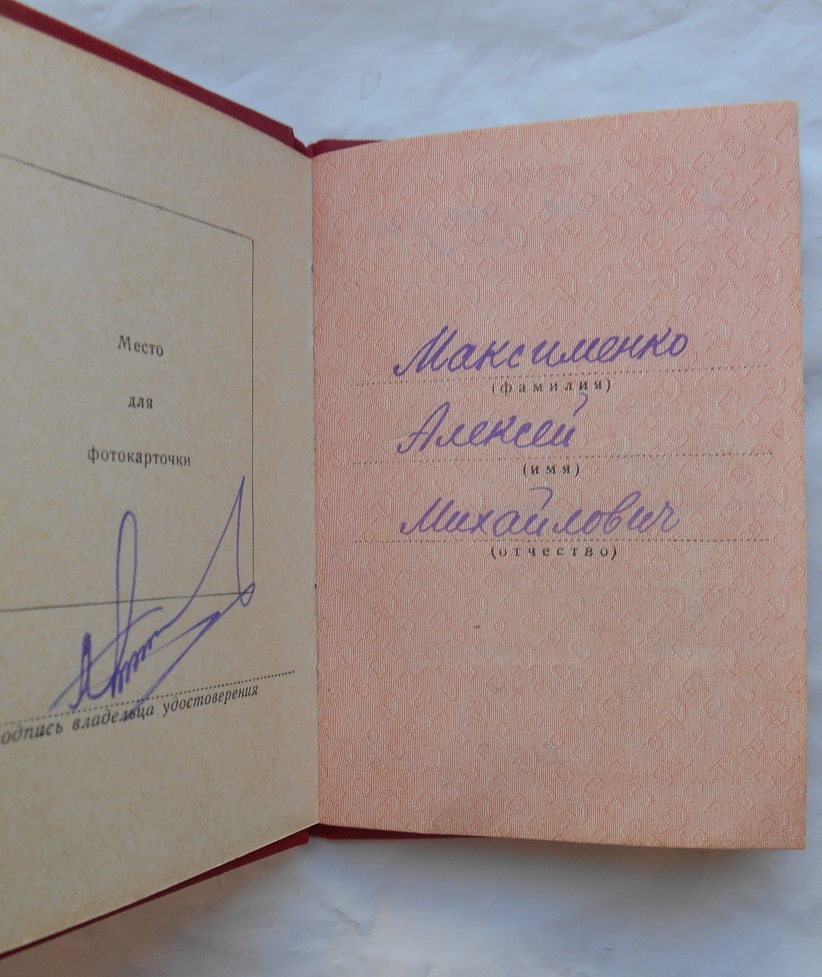 Место
для
фотокарточки
одпись владельца удостоверения
Максименко
(фамилия)
Алексей
(имя)
Михайлович
(отчество)